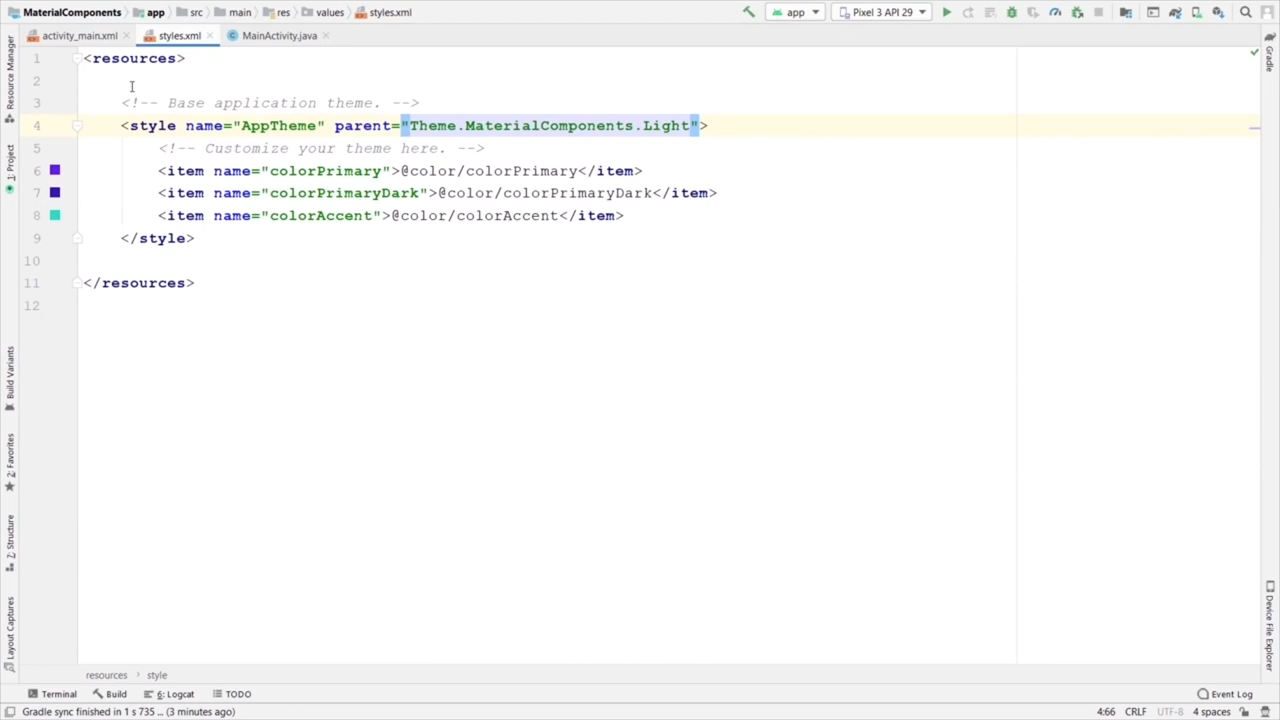 MaterialComponents app src main res values styles.xml app Pixel 3 API 29
activity_main.xml styles.xml MainActivity.java
Resource Manager
1: Project
Build Variants
2: Favorites
7: Structure
Layout Captures
1 <resources>
2
3 <!-- Base application theme. -->
4 <style name="AppTheme" parent="Theme.MaterialComponents.Light">
5 <!-- Customize your theme here. -->
6 <item name="colorPrimary">@color/colorPrimary</item>
7 <item name="colorPrimaryDark">@color/colorPrimaryDark</item>
8 <item name="colorAccent">@color/colorAccent</item>
9 </style>
10
11 </resources>
12
Gradle
Device File Explorer
resources style
Terminal Build 6: Logcat TODO Event Log
Gradle sync finished in 1 s 735 ... (3 minutes ago) 4:66 CRLF UTF-8 4 spaces